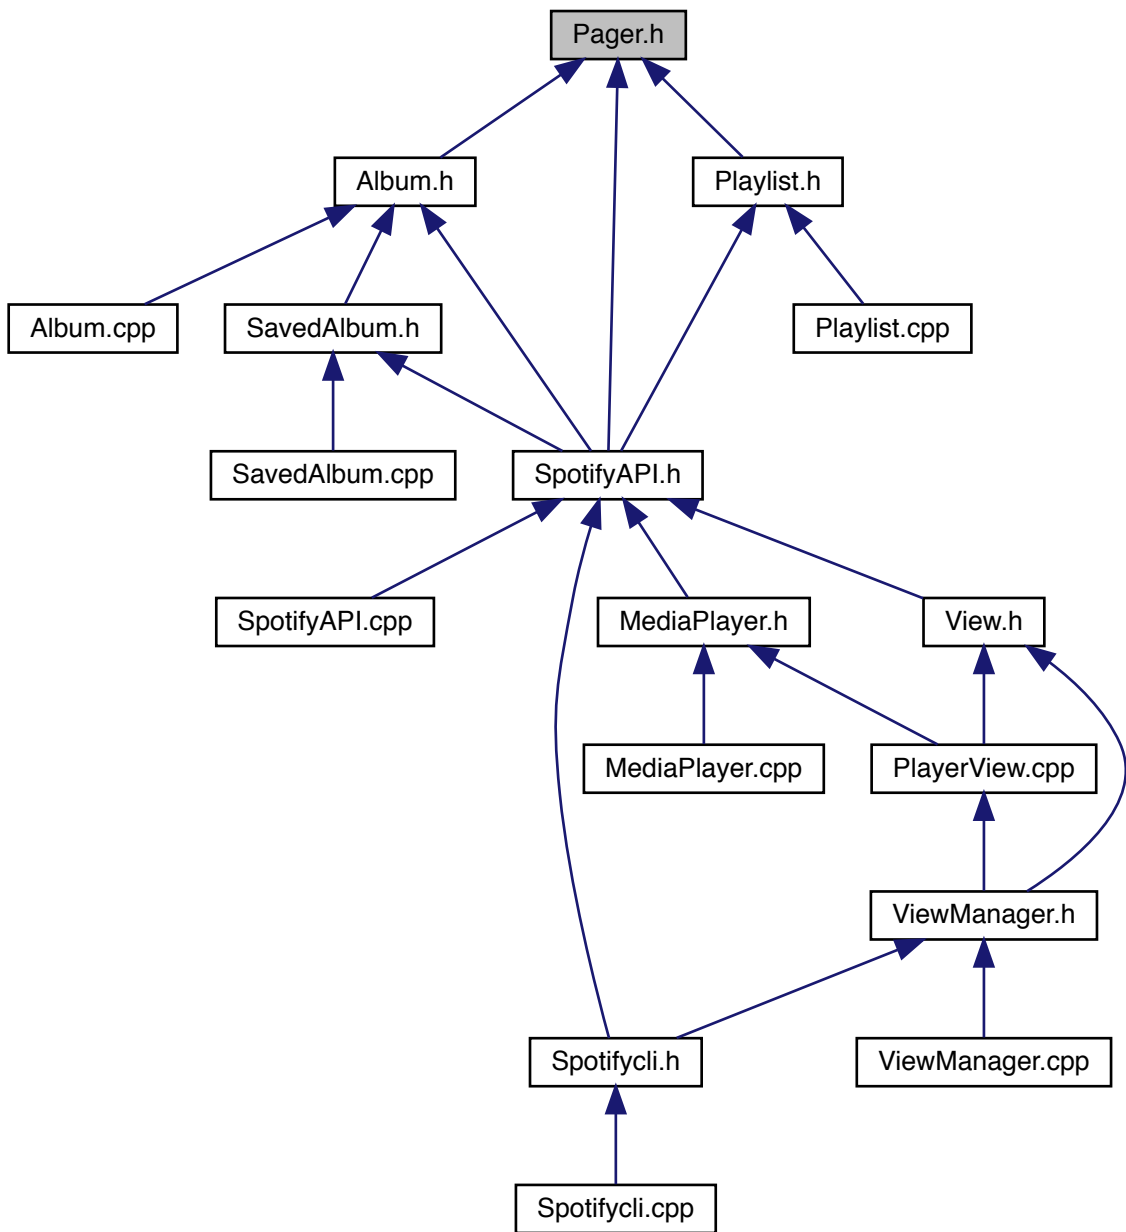 Pager.h
Album.h
Playlist.h
Album.cpp
SavedAlbum.h
Playlist.cpp
SavedAlbum.cpp
SpotifyAPI.h
SpotifyAPI.cpp
MediaPlayer.h
View.h
MediaPlayer.cpp
PlayerView.cpp
ViewManager.h
Spotifycli.h
ViewManager.cpp
Spotifycli.cpp